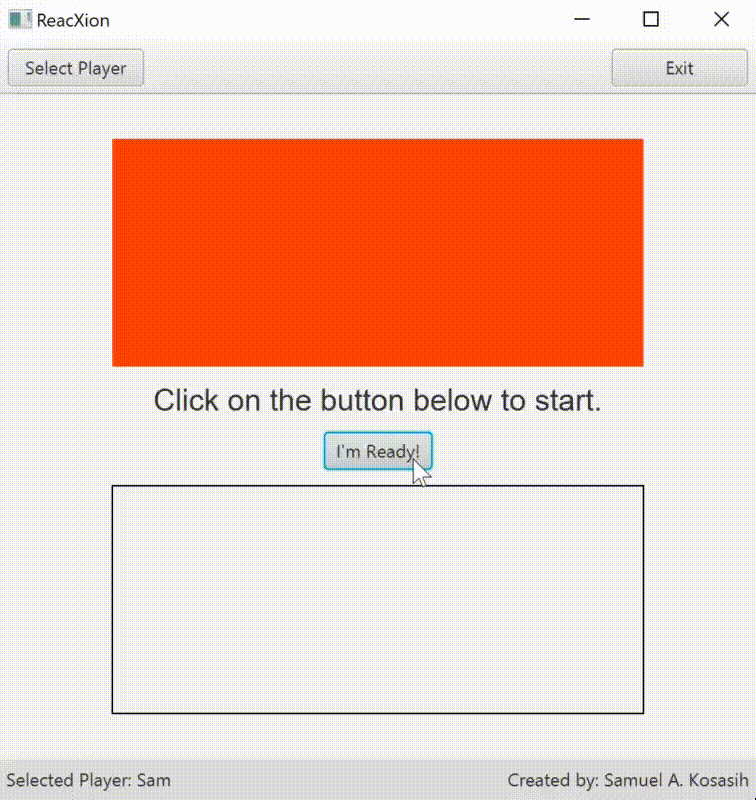 ReacXion
Select Player
Exit
Click on the button below to start.
I'm Ready!
Selected Player: Sam
Created by: Samuel A. Kosasih